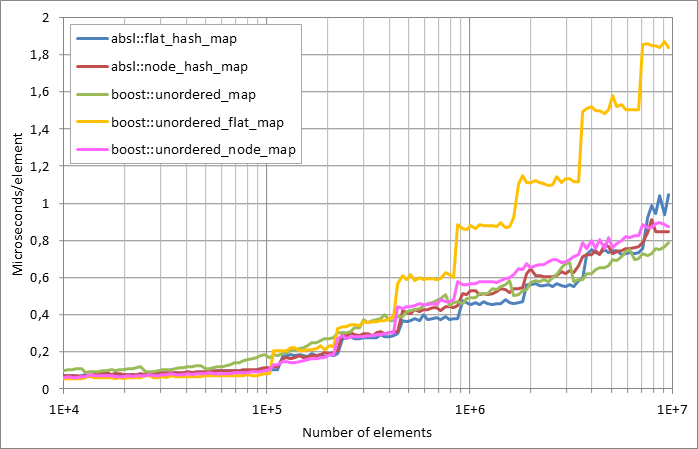 2
1,8
1,6
1,4
1,2
1
0,8
0,6
0,4
0,2
0
Microseconds/element
absl::flat_hash_map
absl::node_hash_map
boost::unordered_map
boost::unordered_flat_map
boost::unordered_node_map
1E+4 1E+5 1E+6 1E+7
Number of elements